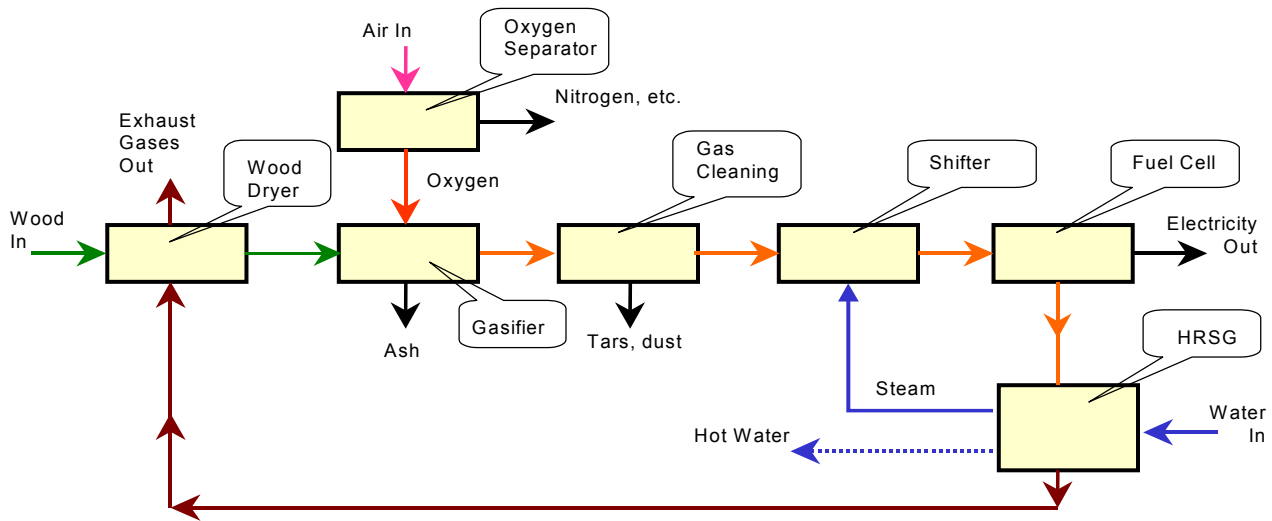 Air In
Oxygen
Separator
Nitrogen, etc.
Exhaust
Gases
Out
Wood
Dryer
Oxygen
Gas
Cleaning
Shifter
Fuel Cell
Wood
In
Electricity
Out
Gasifier
Ash
Tars, dust
HRSG
Steam
Water
In
Hot Water